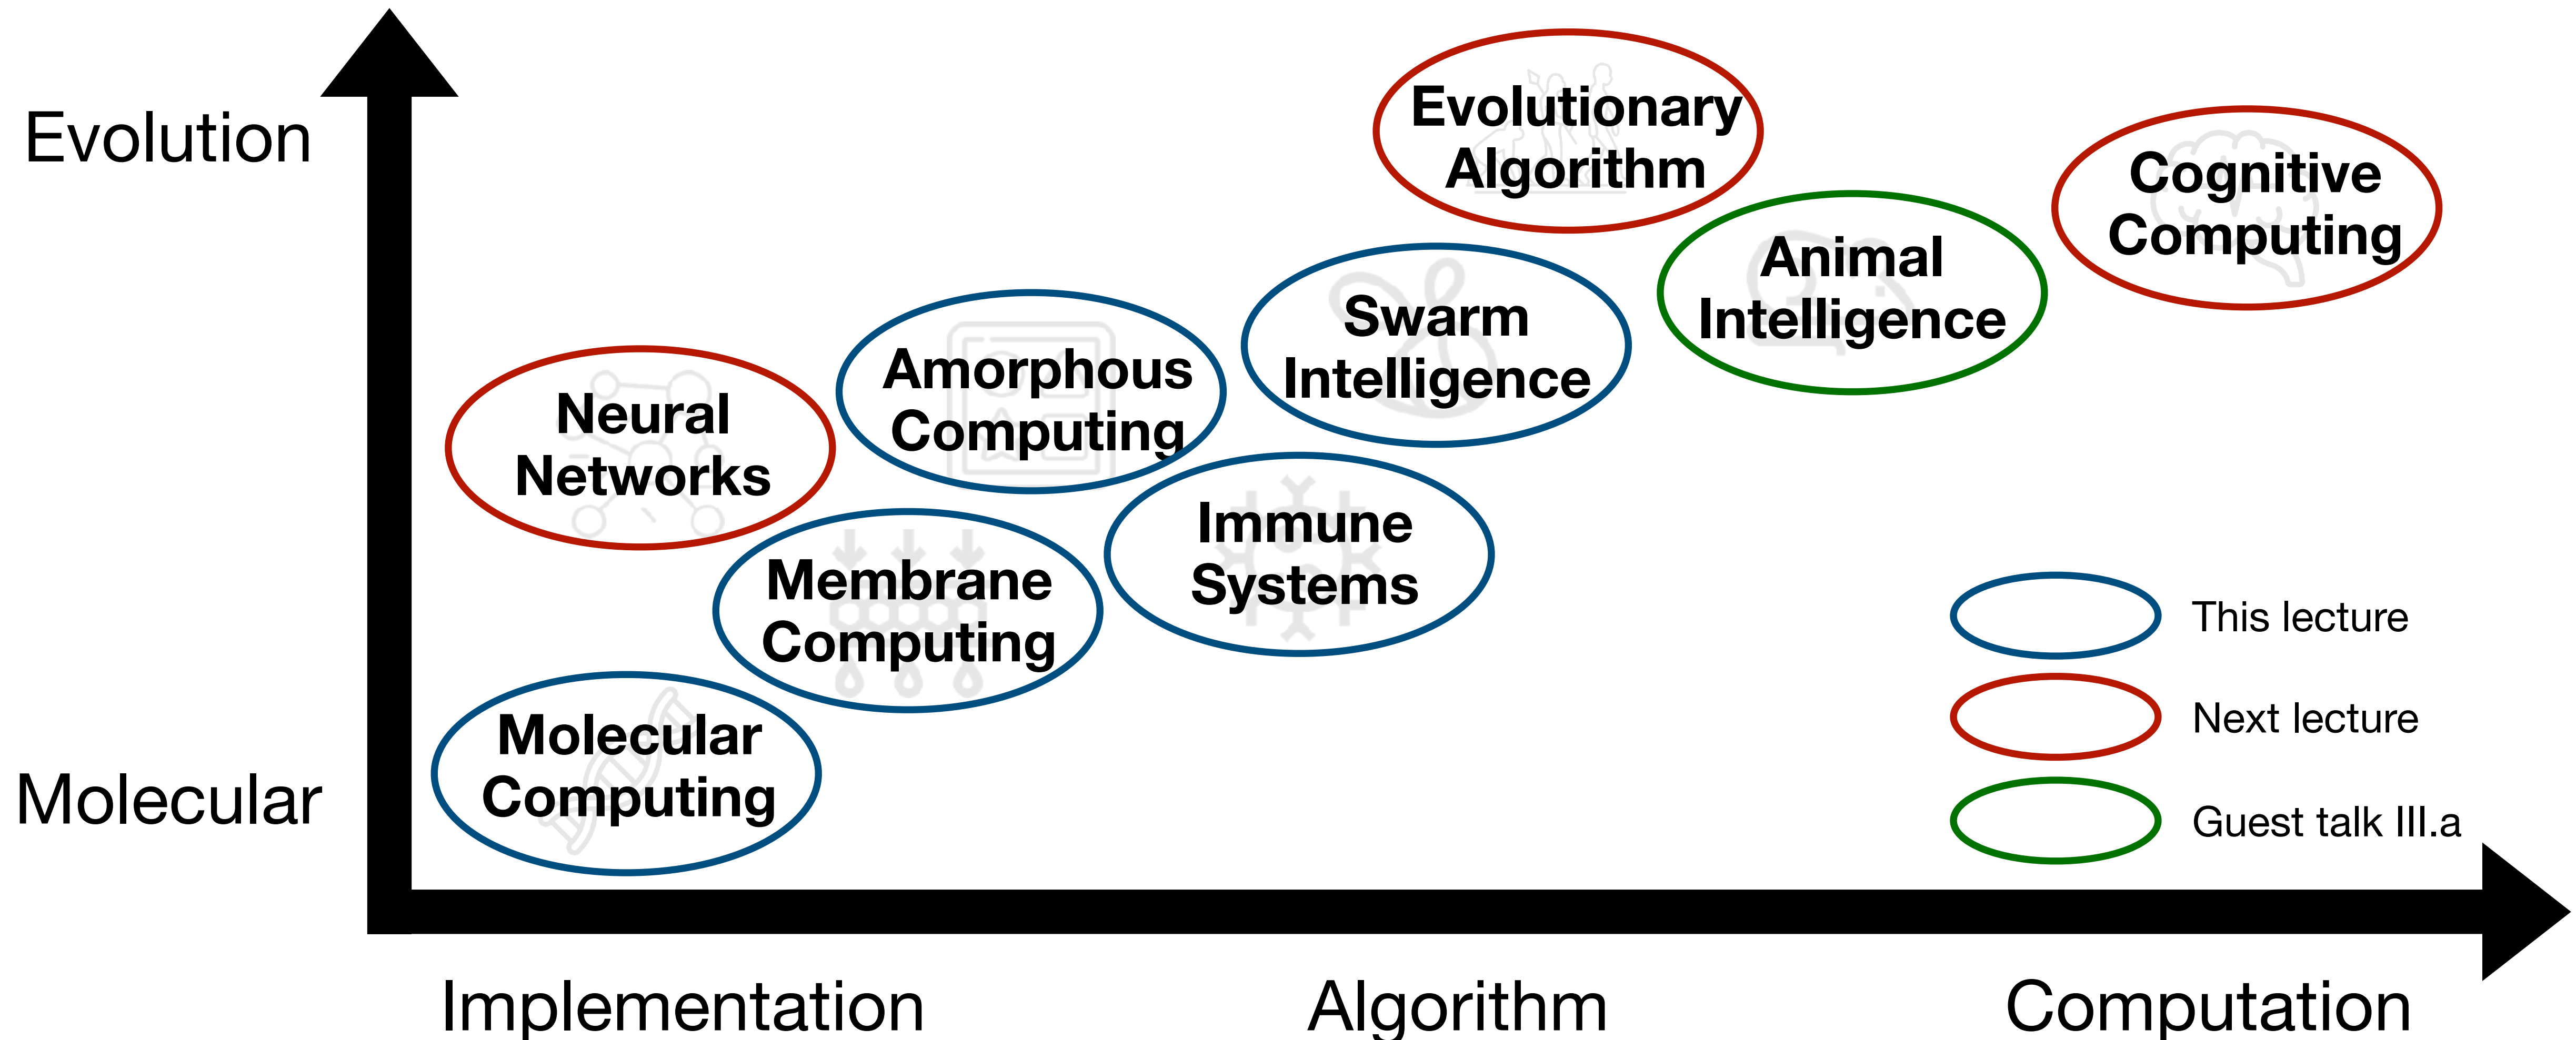 Evolution
Molecular
Evolutionary
Algorithm
Cognitive
Computing
Animal
Intelligence
Swarm
Intelligence
Amorphous
Computing
Neural
Networks
Immune
Systems
Membrane
Computing
Molecular
Computing
This lecture
Next lecture
Guest talk III.a
Implementation
Algorithm
Computation